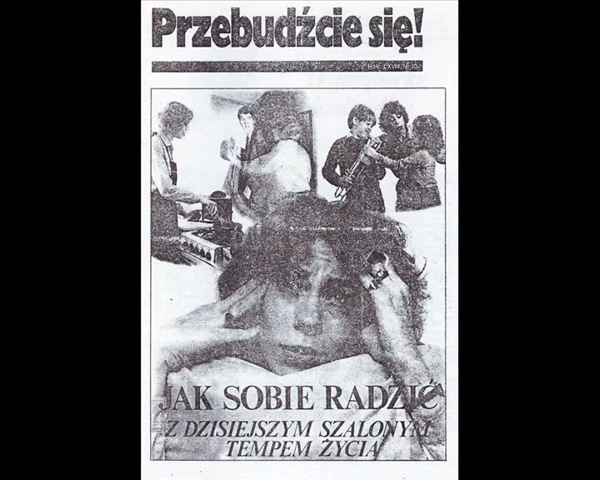 Przebudźcie się!
JAK SOBIE RADZIĆ
Z DZISIEJSZYM SZALONYM
TEMPEM ŻYCIA